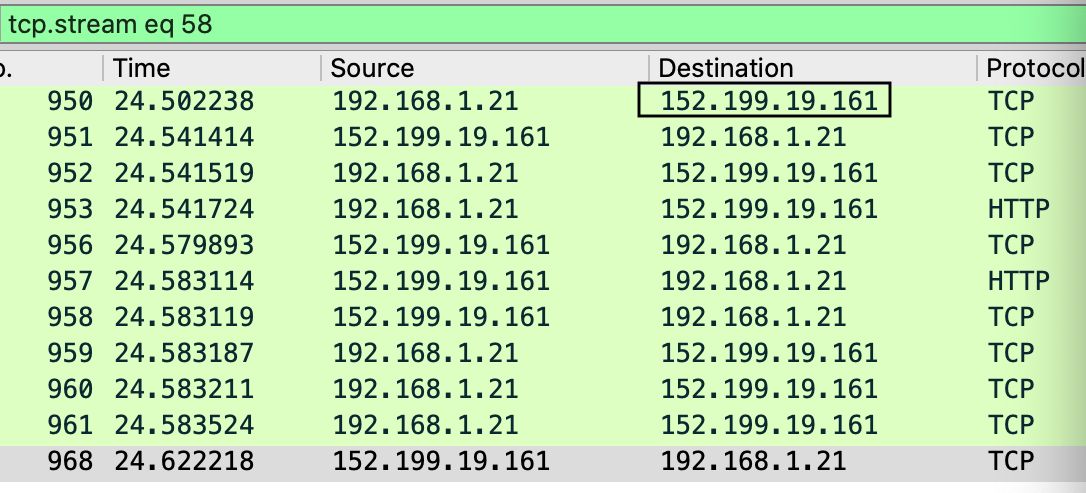 tcp.stream eq 58
o. Time Source Destination Protocol
950 24.502238 192.168.1.21 152.199.19.161 TCP
951 24.541414 152.199.19.161 192.168.1.21 TCP
952 24.541519 192.168.1.21 152.199.19.161 TCP
953 24.541724 192.168.1.21 152.199.19.161 HTTP
956 24.579893 152.199.19.161 192.168.1.21 TCP
957 24.583114 152.199.19.161 192.168.1.21 HTTP
958 24.583119 152.199.19.161 192.168.1.21 TCP
959 24.583187 192.168.1.21 152.199.19.161 TCP
960 24.583211 192.168.1.21 152.199.19.161 TCP
961 24.583524 192.168.1.21 152.199.19.161 TCP
968 24.622218 152.199.19.161 192.168.1.21 TCP